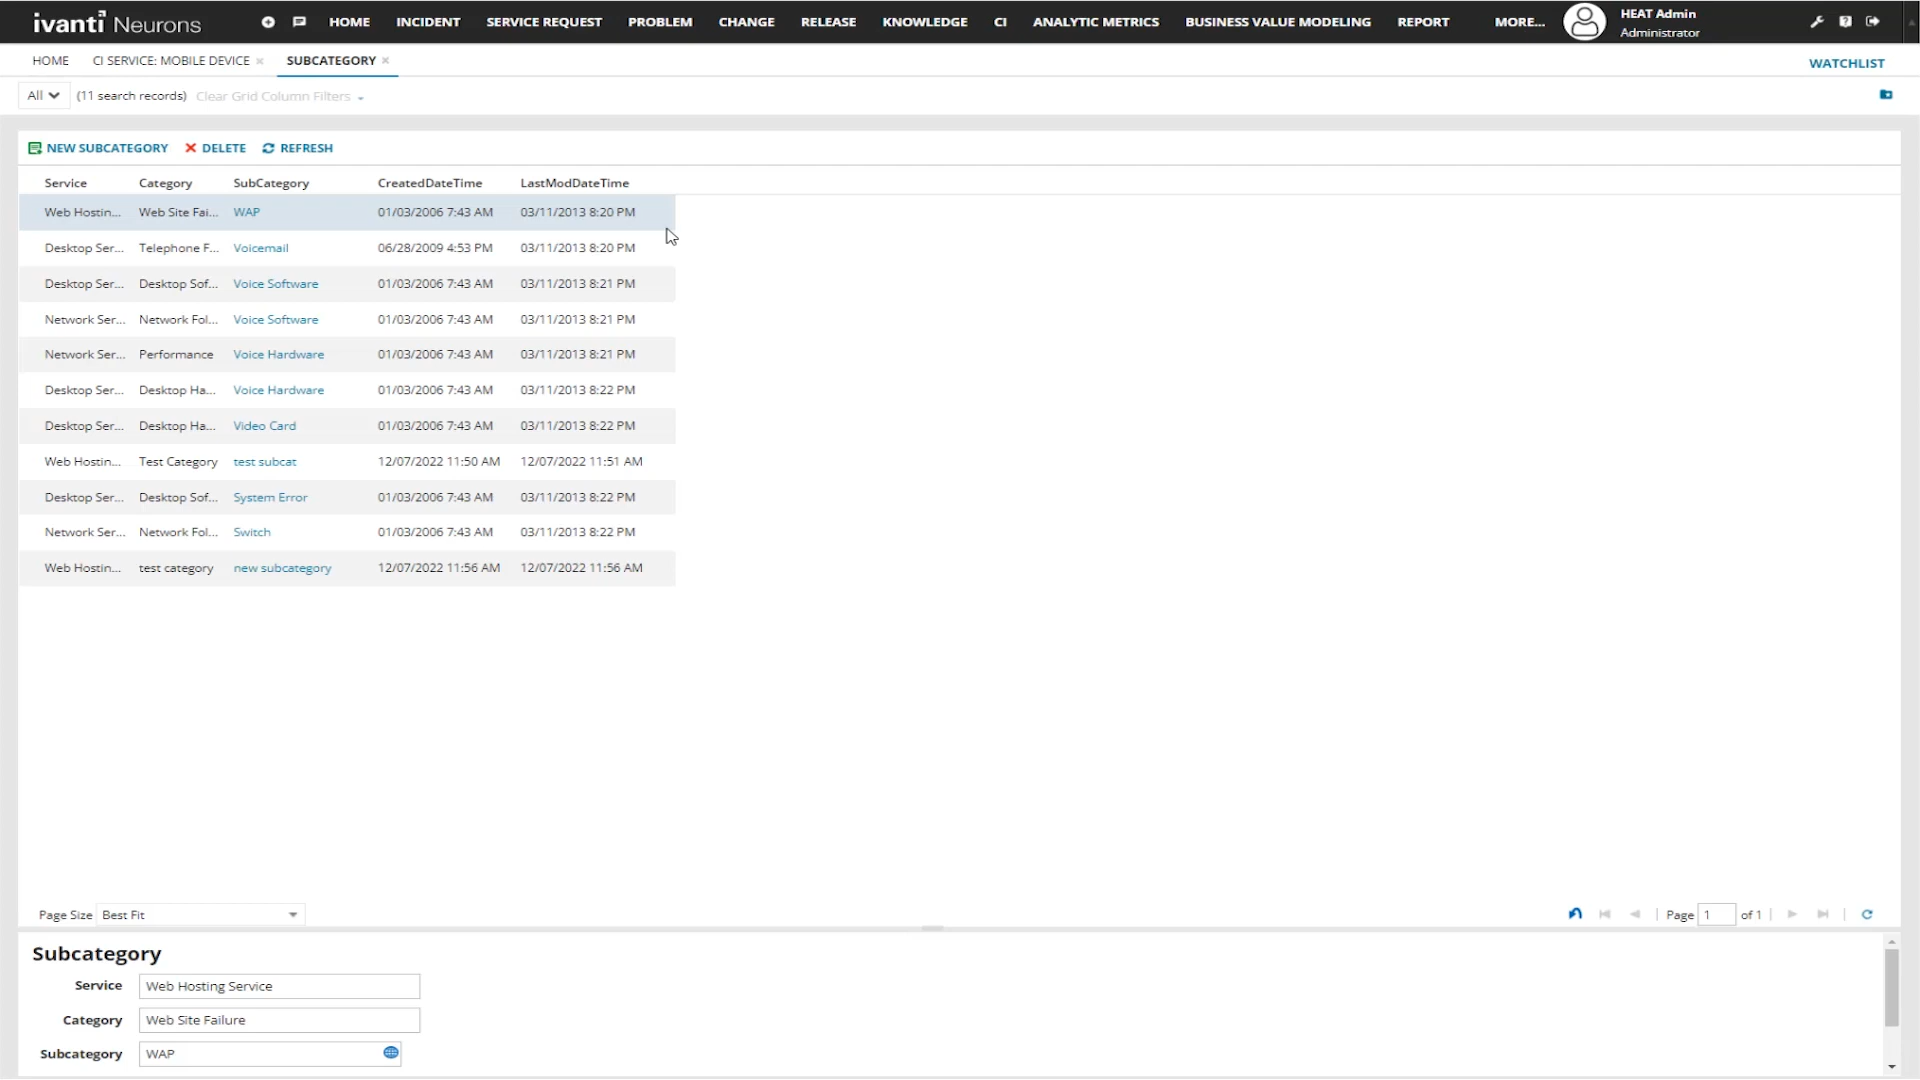 ivanti Neurons HOME INCIDENT SERVICE REQUEST PROBLEM CHANGE RELEASE KNOWLEDGE CI ANALYTIC METRICS BUSINESS VALUE MODELING REPORT MORE... HEAT Admin
Administrator
HOME CI SERVICE: MOBILE DEVICE SUBCATEGORY WATCHLIST
All (11 search records) Clear Grid Column Filters
NEW SUBCATEGORY DELETE REFRESH
Service Category SubCategory CreatedDateTime LastModDateTime
Web Hostin... Web Site Fai... WAP 01/03/2006 7:43 AM 03/11/2013 8:20 PM
Desktop Ser... Telephone F... Voicemail 06/28/2009 4:53 PM 03/11/2013 8:20 PM
Desktop Ser... Desktop Sof... Voice Software 01/03/2006 7:43 AM 03/11/2013 8:21 PM
Network Ser... Network Fol... Voice Software 01/03/2006 7:43 AM 03/11/2013 8:21 PM
Network Ser... Performance Voice Hardware 01/03/2006 7:43 AM 03/11/2013 8:21 PM
Desktop Ser... Desktop Ha... Voice Hardware 01/03/2006 7:43 AM 03/11/2013 8:22 PM
Desktop Ser... Desktop Ha... Video Card 01/03/2006 7:43 AM 03/11/2013 8:22 PM
Web Hostin... Test Category test subcat 12/07/2022 11:50 AM 12/07/2022 11:51 AM
Desktop Ser... Desktop Sof... System Error 01/03/2006 7:43 AM 03/11/2013 8:22 PM
Network Ser... Network Fol... Switch 01/03/2006 7:43 AM 03/11/2013 8:22 PM
Web Hostin... test category new subcategory 12/07/2022 11:56 AM 12/07/2022 11:56 AM
Page Size Best Fit Page 1 of 1
Subcategory
Service Web Hosting Service
Category Web Site Failure
Subcategory WAP